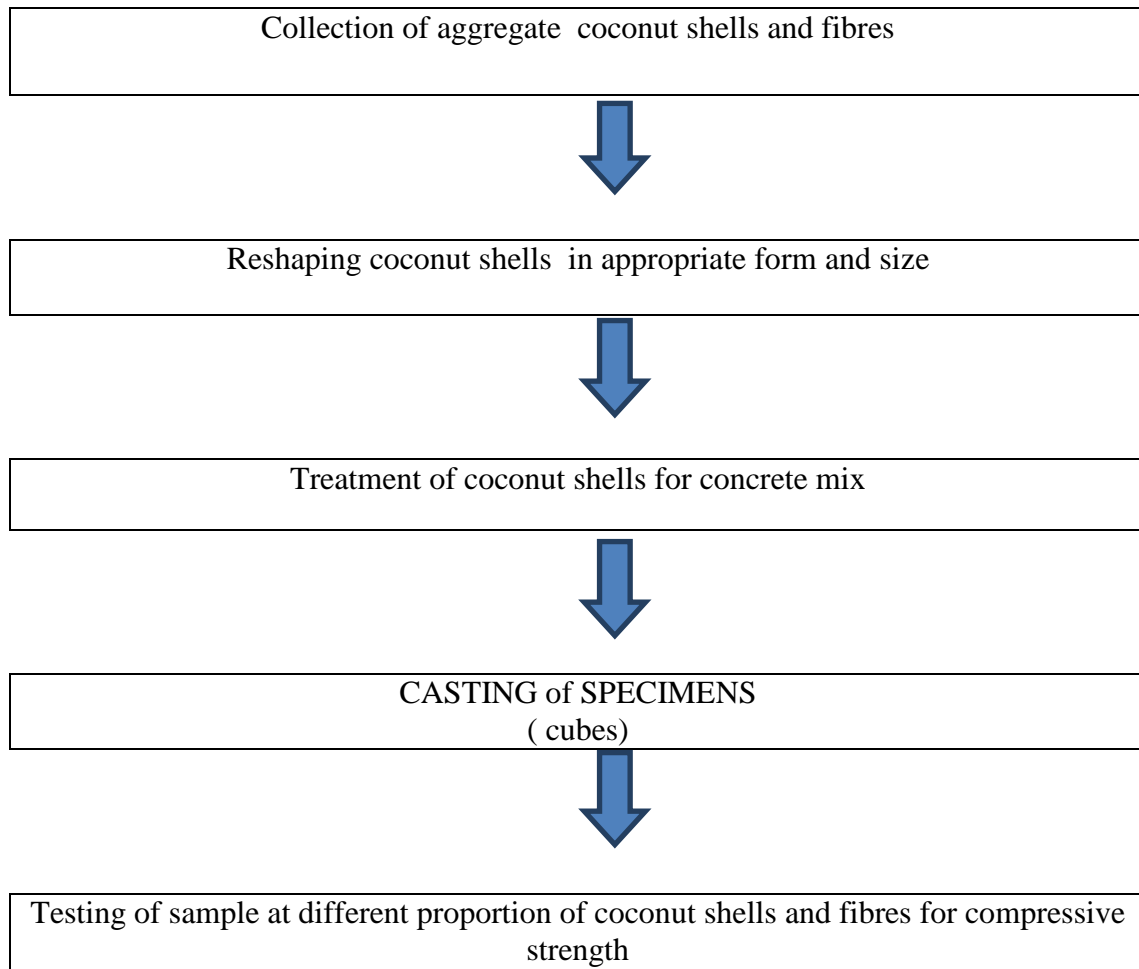 Collection of aggregate  coconut shells and fibres
Reshaping coconut shells  in appropriate form and size
Treatment of coconut shells for concrete mix
CASTING of SPECIMENS
( cubes)
Testing of sample at different proportion of coconut shells and fibres for compressive
strength